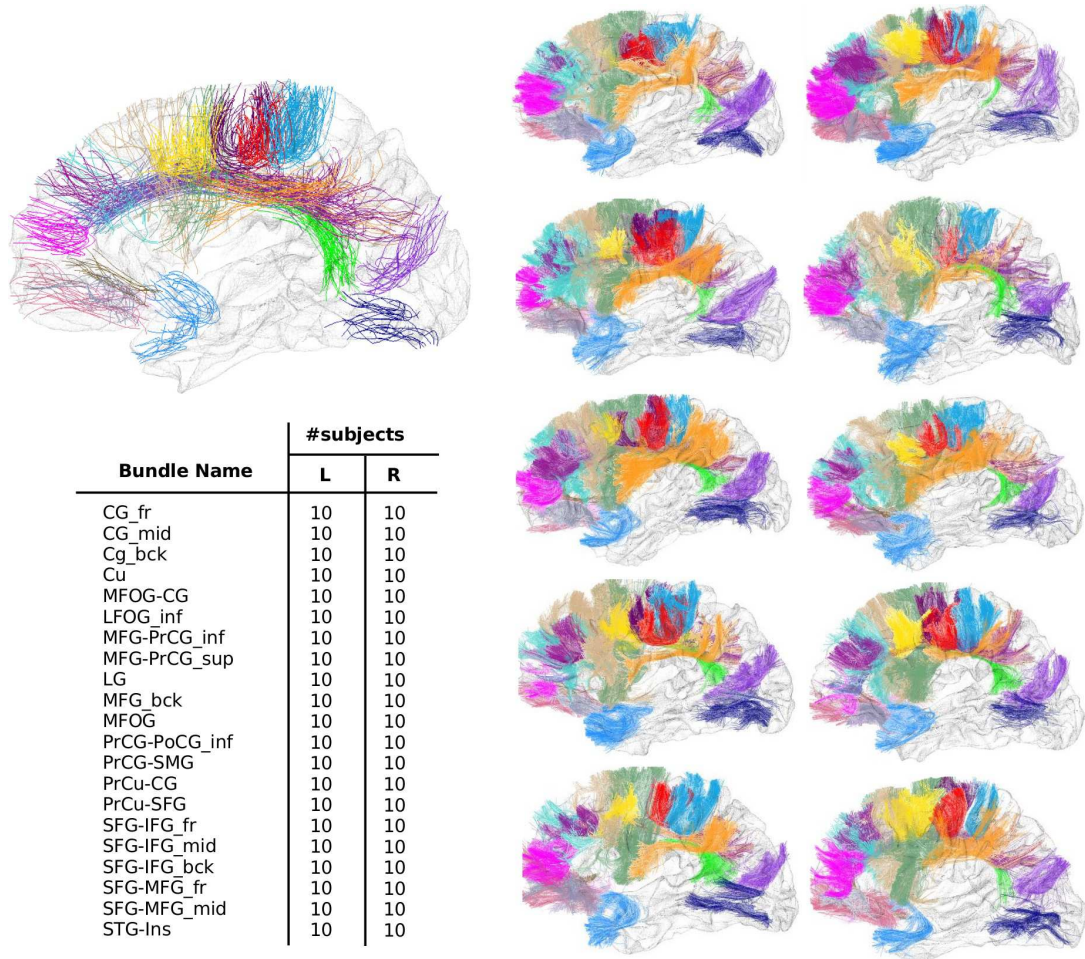 #subjects
Bundle Name L R
CG_fr 10 10
CG_mid 10 10
Cg_bck 10 10
Cu 10 10
MFOG-CG 10 10
LFOG_inf 10 10
MFG-PrCG_inf 10 10
MFG-PrCG_sup 10 10
LG 10 10
MFG_bck 10 10
MFOG 10 10
PrCG-PoCG_inf 10 10
PrCG-SMG 10 10
PrCu-CG 10 10
PrCu-SFG 10 10
SFG-IFG_fr 10 10
SFG-IFG_mid 10 10
SFG-IFG_bck 10 10
SFG-MFG_fr 10 10
SFG-MFG_mid 10 10
STG-Ins 10 10